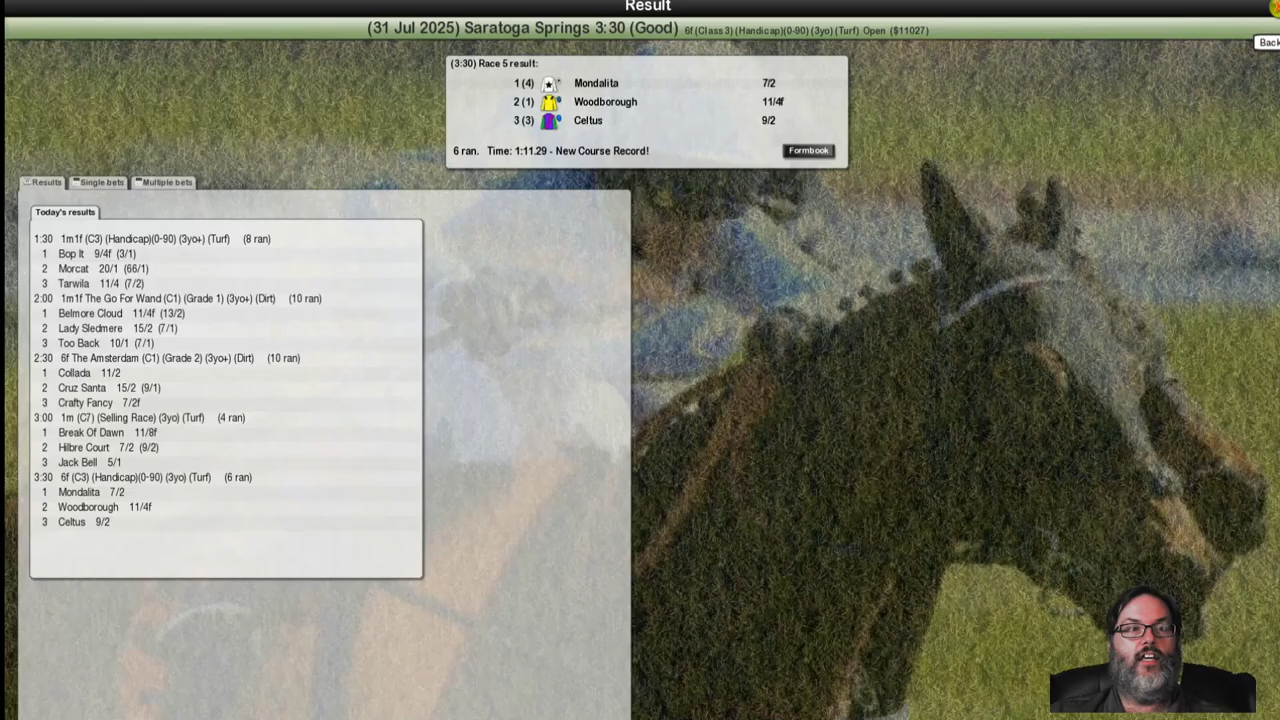 Result
(31 Jul 2025) Saratoga Springs 3:30 (Good) 6f (Class 3) (Handicap)(0-90) (3yo) (Turf) Open ($11027)
Back
(3:30) Race 5 result:
1 (4) Mondalita 7/2
2 (1) Woodborough 11/4f
3 (3) Celtus 9/2
6 ran. Time: 1:11.29 - New Course Record! Formbook
Results Single bets Multiple bets
Today's results
1:30 1m1f (C3) (Handicap)(0-90) (3yo+) (Turf) (8 ran)
1 Bop It 9/4f (3/1)
2 Morcat 20/1 (66/1)
3 Tarwila 11/4 (7/2)
2:00 1m1f The Go For Wand (C1) (Grade 1) (3yo+) (Dirt) (10 ran)
1 Belmore Cloud 11/4f (13/2)
2 Lady Sledmere 15/2 (7/1)
3 Too Back 10/1 (7/1)
2:30 6f The Amsterdam (C1) (Grade 2) (3yo+) (Dirt) (10 ran)
1 Collada 11/2
2 Cruz Santa 15/2 (9/1)
3 Crafty Fancy 7/2f
3:00 1m (C7) (Selling Race) (3yo) (Turf) (4 ran)
1 Break Of Dawn 11/8f
2 Hilbre Court 7/2 (9/2)
3 Jack Bell 5/1
3:30 6f (C3) (Handicap)(0-90) (3yo) (Turf) (6 ran)
1 Mondalita 7/2
2 Woodborough 11/4f
3 Celtus 9/2